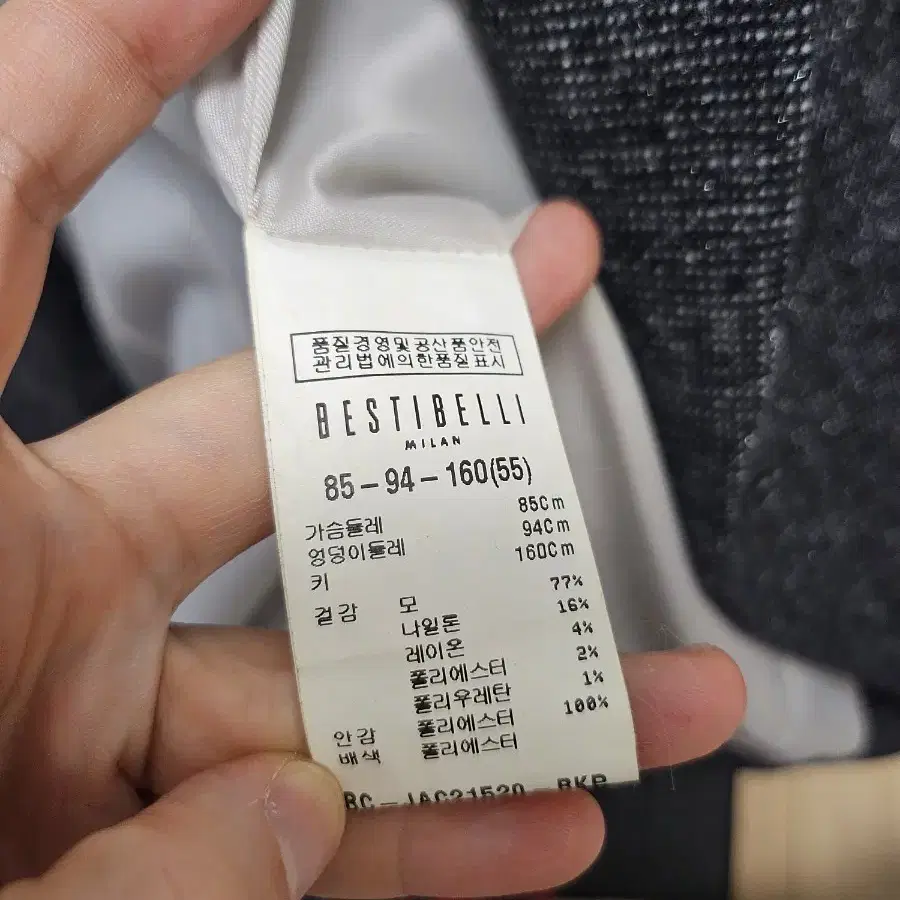 품질경영및공산품안전
관리법에의한품질표시
BESTIBELLI
MILAN
85-94-160(55)
가슴둘레 85Cm
엉덩이둘레 94Cm
키 160Cm
겉감 모 77%
나일론 16%
레이온 4%
폴리에스터 2%
폴리우레탄 1%
안감 폴리에스터 100%
배색 폴리에스터